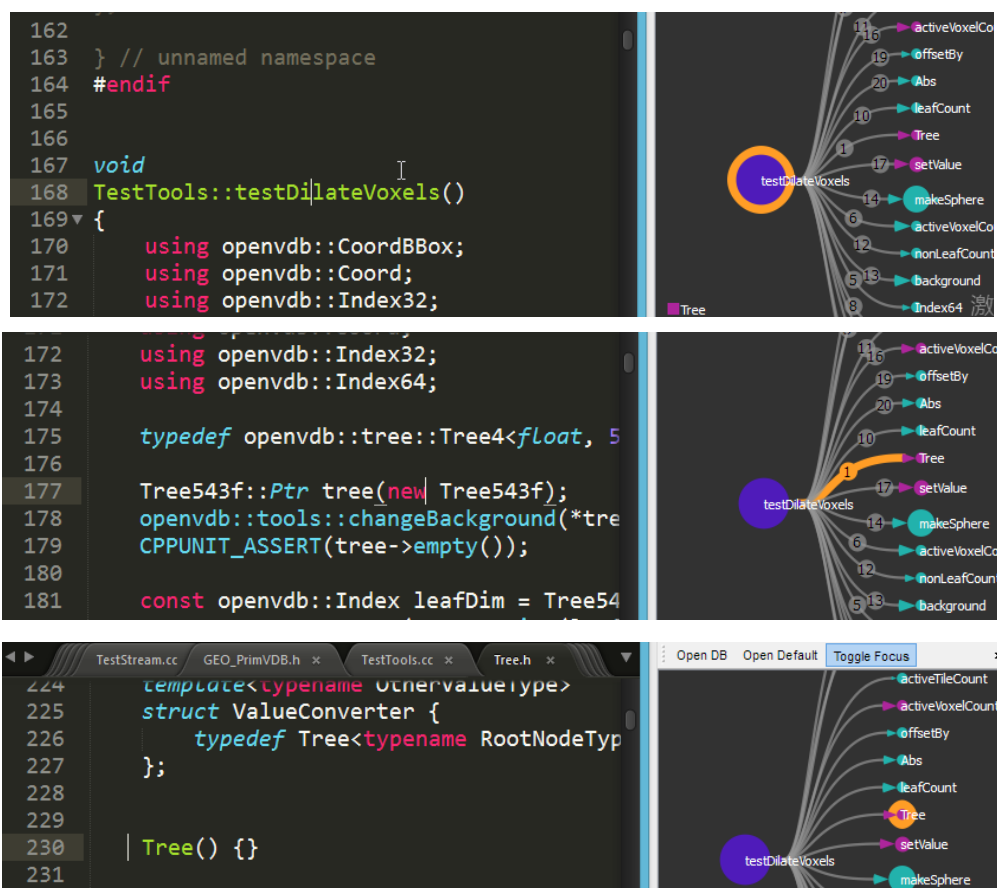 162
163 } // unnamed namespace
164 #endif
165
166
167 void
168 TestTools::testDilateVoxels()
169 {
170 using openvdb::CoordBBox;
171 using openvdb::Coord;
172 using openvdb::Index32;
11
16
activeVoxelCo
19
offsetBy
20
Abs
10
leafCount
1
Tree
17
setValue
testDilateVoxels
14
makeSphere
6
activeVoxelCo
12
nonLeafCount
5
13
background
8
Index64
激
Tree
172 using openvdb::Index32;
173 using openvdb::Index64;
174
175 typedef openvdb::tree::Tree4<float, 5
176
177 Tree543f::Ptr tree(new Tree543f);
178 openvdb::tools::changeBackground(*tre
179 CPPUNIT_ASSERT(tree->empty());
180
181 const openvdb::Index leafDim = Tree54
11
16
activeVoxelCo
19
offsetBy
20
Abs
10
leafCount
1
Tree
17
setValue
testDilateVoxels
14
makeSphere
6
activeVoxelCo
12
nonLeafCoun
5
13
background
TestStream.cc GEO_PrimVDB.h × TestTools.cc × Tree.h ×
224 template<typename OtherValueType>
225 struct ValueConverter {
226 typedef Tree<typename RootNodeTyp
227 };
228
229
230 Tree() {}
231
Open DB Open Default Toggle Focus
activeTileCount
activeVoxelCount
offsetBy
Abs
leafCount
Tree
setValue
testDilateVoxels
makeSphere